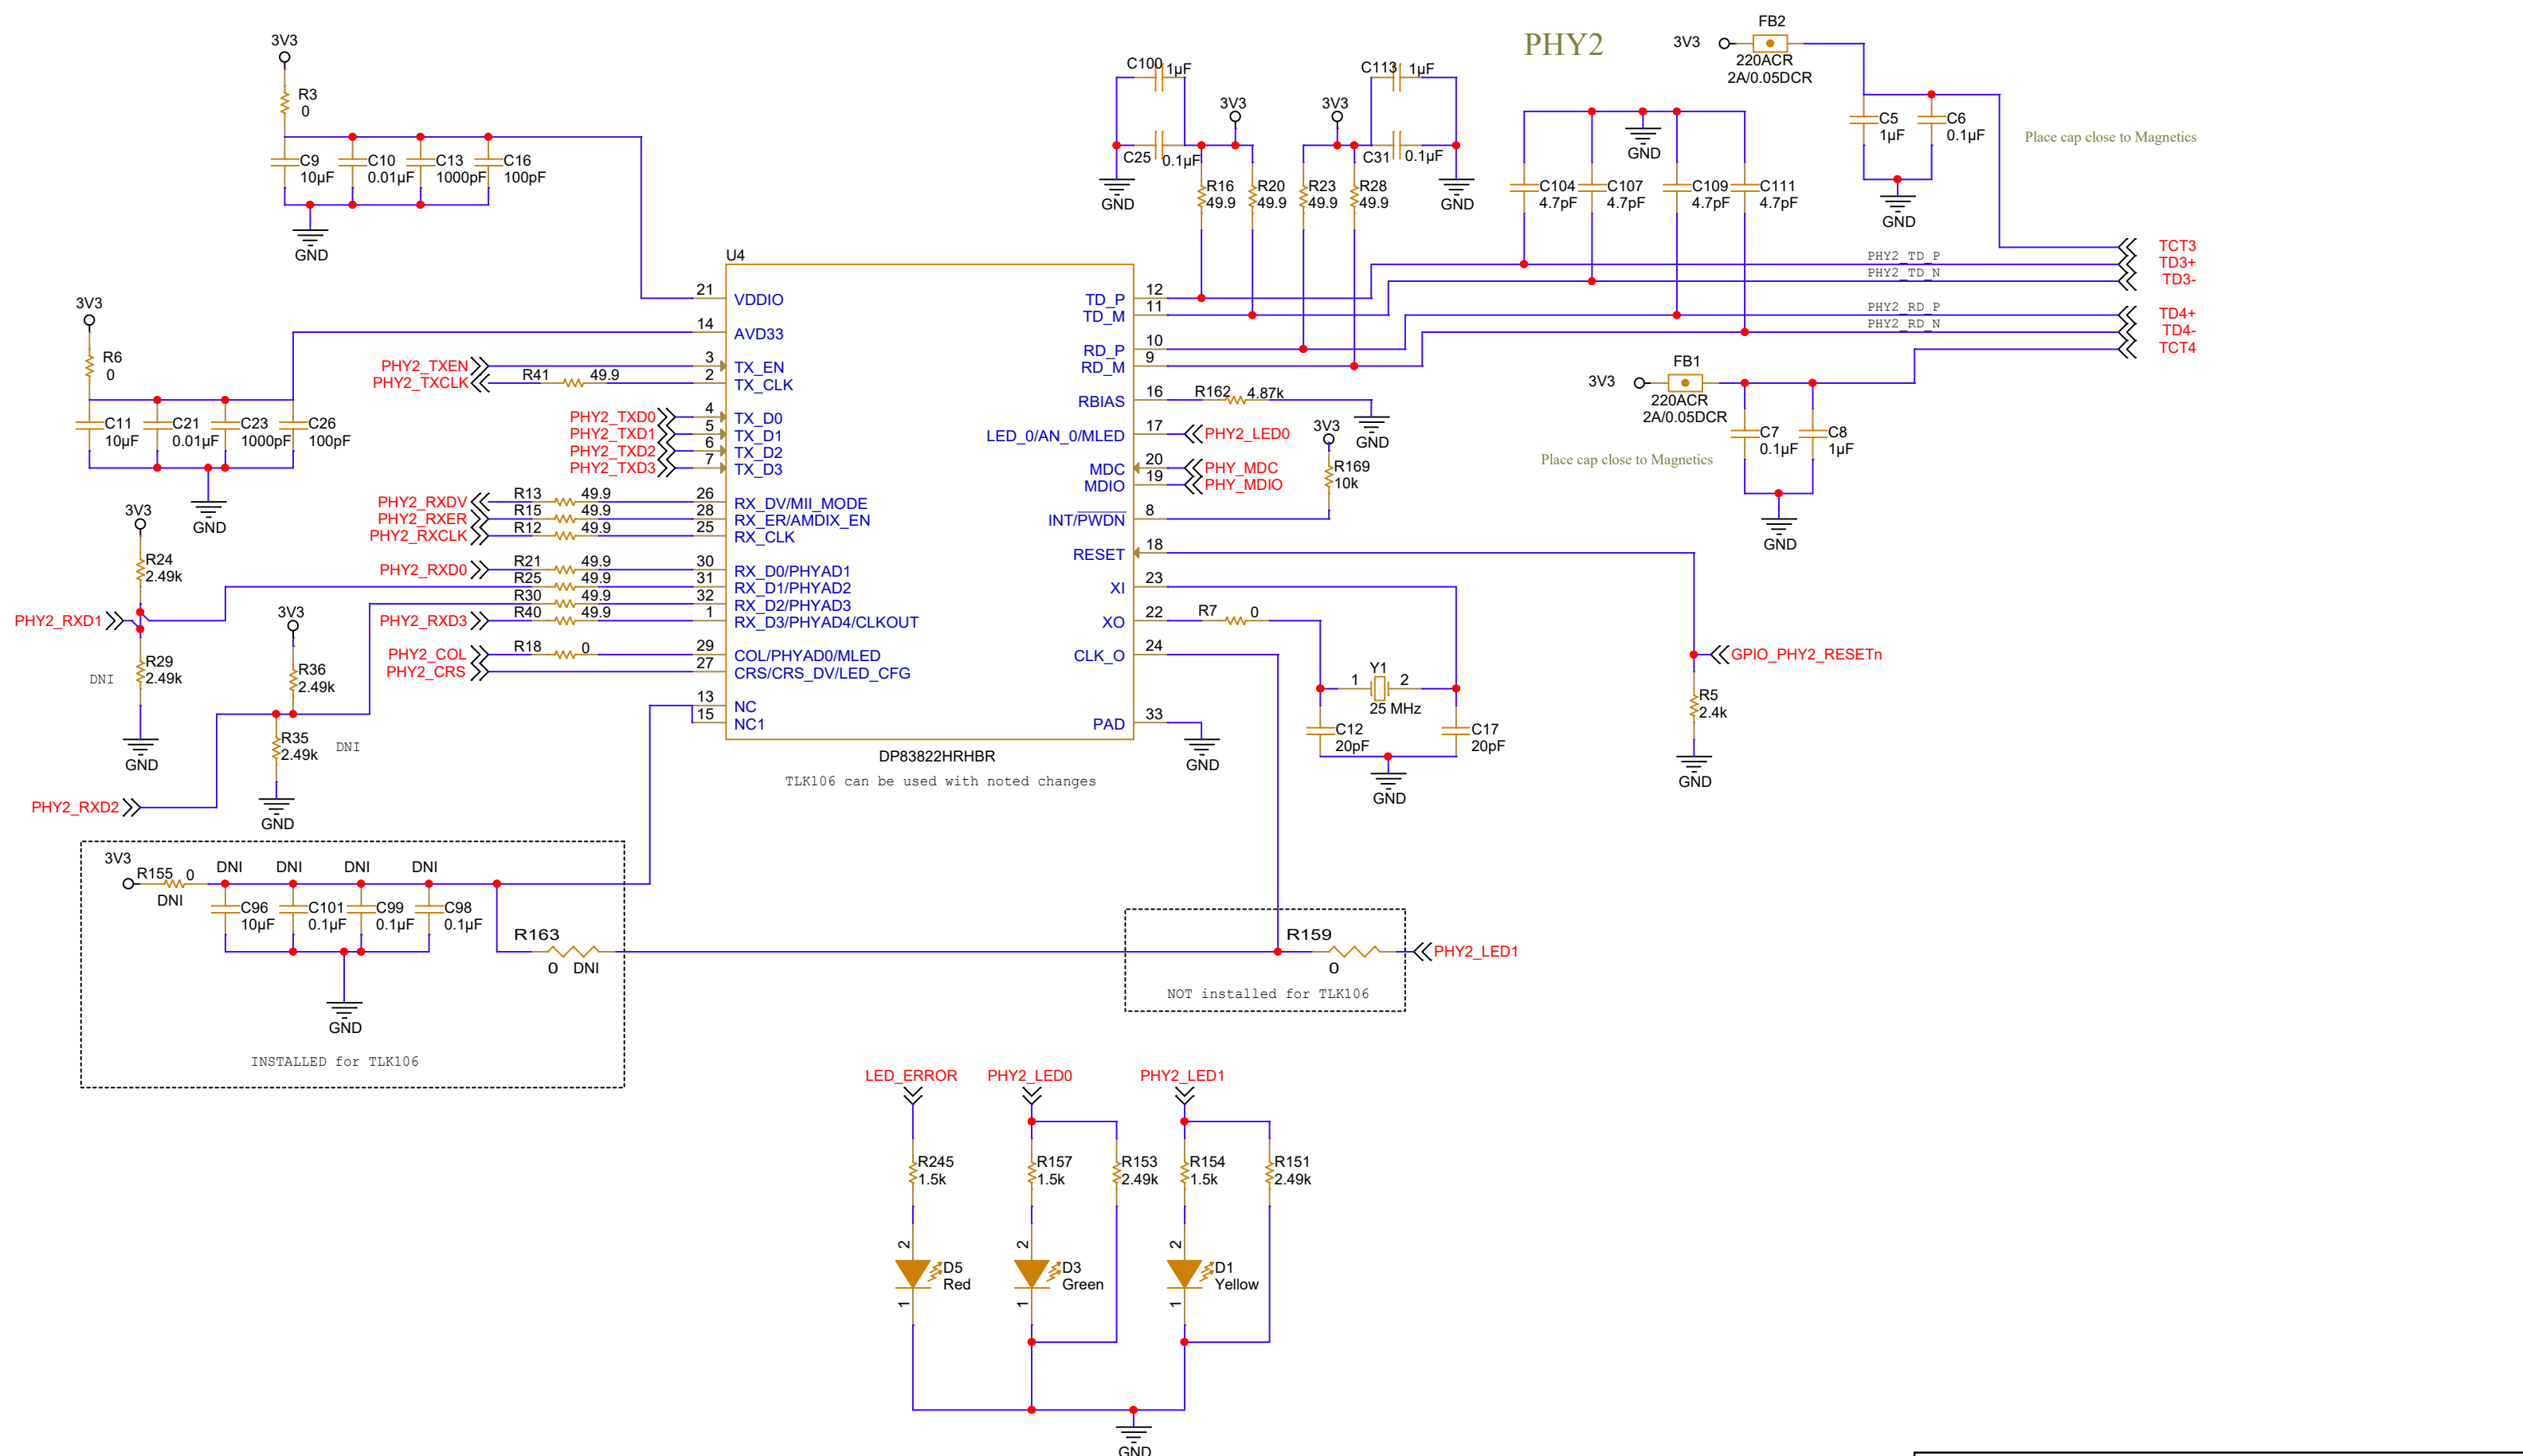 PHY2
3V3
R3
0
C9
10µF
C10
0.01µF
C13
1000pF
C16
100pF
GND
3V3
R6
0
C11
10µF
C21
0.01µF
C23
1000pF
C26
100pF
GND
C100
1µF
C25
0.1µF
GND
3V3
R16
49.9
R20
49.9
3V3
C113
1µF
C31
0.1µF
GND
R23
49.9
R28
49.9
GND
C104
4.7pF
C107
4.7pF
C109
4.7pF
C111
4.7pF
3V3
FB2
220ACR
2A/0.05DCR
C5
1µF
C6
0.1µF
GND
Place cap close to Magnetics
TCT3
PHY2_TD_P
TD3+
PHY2_TD_N
TD3-
PHY2_RD_P
TD4+
PHY2_RD_N
TD4-
TCT4
3V3
FB1
220ACR
2A/0.05DCR
C7
0.1µF
C8
1µF
GND
Place cap close to Magnetics
U4
21
VDDIO
14
AVD33
PHY2_TXEN
3
TX_EN
PHY2_TXCLK
R41
49.9
2
TX_CLK
PHY2_TXD0
4
TX_D0
PHY2_TXD1
5
TX_D1
PHY2_TXD2
6
TX_D2
PHY2_TXD3
7
TX_D3
PHY2_RXDV
R13
49.9
26
RX_DV/MII_MODE
PHY2_RXER
R15
49.9
28
RX_ER/AMDIX_EN
PHY2_RXCLK
R12
49.9
25
RX_CLK
PHY2_RXD0
R21
49.9
30
RX_D0/PHYAD1
R25
49.9
31
RX_D1/PHYAD2
R30
49.9
32
RX_D2/PHYAD3
PHY2_RXD3
R40
49.9
1
RX_D3/PHYAD4/CLKOUT
PHY2_COL
R18
0
29
COL/PHYAD0/MLED
PHY2_CRS
27
CRS/CRS_DV/LED_CFG
13
NC
15
NC1
TD_P
12
TD_M
11
RD_P
10
RD_M
9
RBIAS
16
R162
4.87k
GND
LED_0/AN_0/MLED
17
PHY2_LED0
MDC
20
PHY_MDC
MDIO
19
PHY_MDIO
3V3
R169
10k
INT/PWDN
8
RESET
18
XI
23
XO
22
R7
0
CLK_O
24
PAD
33
GND
DP83822HRHBR
TLK106 can be used with noted changes
Y1
1
2
25 MHz
C12
20pF
C17
20pF
GND
GPIO_PHY2_RESETn
R5
2.4k
GND
3V3
R24
2.49k
PHY2_RXD1
R29
2.49k
DNI
GND
3V3
R36
2.49k
R35
2.49k
DNI
GND
PHY2_RXD2
3V3
R155
0
DNI
DNI
DNI
DNI
DNI
C96
10µF
C101
0.1µF
C99
0.1µF
C98
0.1µF
GND
INSTALLED for TLK106
R163
0
DNI
R159
0
PHY2_LED1
NOT installed for TLK106
LED_ERROR
PHY2_LED0
PHY2_LED1
R245
1.5k
R157
1.5k
R153
2.49k
R154
1.5k
R151
2.49k
2
D5
Red
1
2
D3
Green
1
2
D1
Yellow
1
GND